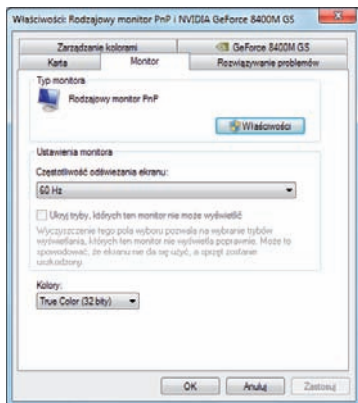 Właściwości: Rodzajowy monitor PnP i NVIDIA GeForce 8400M GS
Zarządzanie kolorami
GeForce 8400M GS
Karta
Monitor
Rozwiązywanie problemów
Typ monitora
Rodzajowy monitor PnP
Właściwości
Ustawienia monitora
Częstotliwość odświeżania ekranu:
60 Hz
Ukryj tryby, których ten monitor nie może wyświetlić
Wyczyszczenie tego pola wyboru pozwala na wybranie trybów
wyświetlania, których ten monitor nie wyświetla poprawnie. Może to
spowodować, że ekranu nie da się użyć, a sprzęt zostanie
uszkodzony.
Kolory:
True Color (32 bity)
OK
Anuluj
Zastosuj